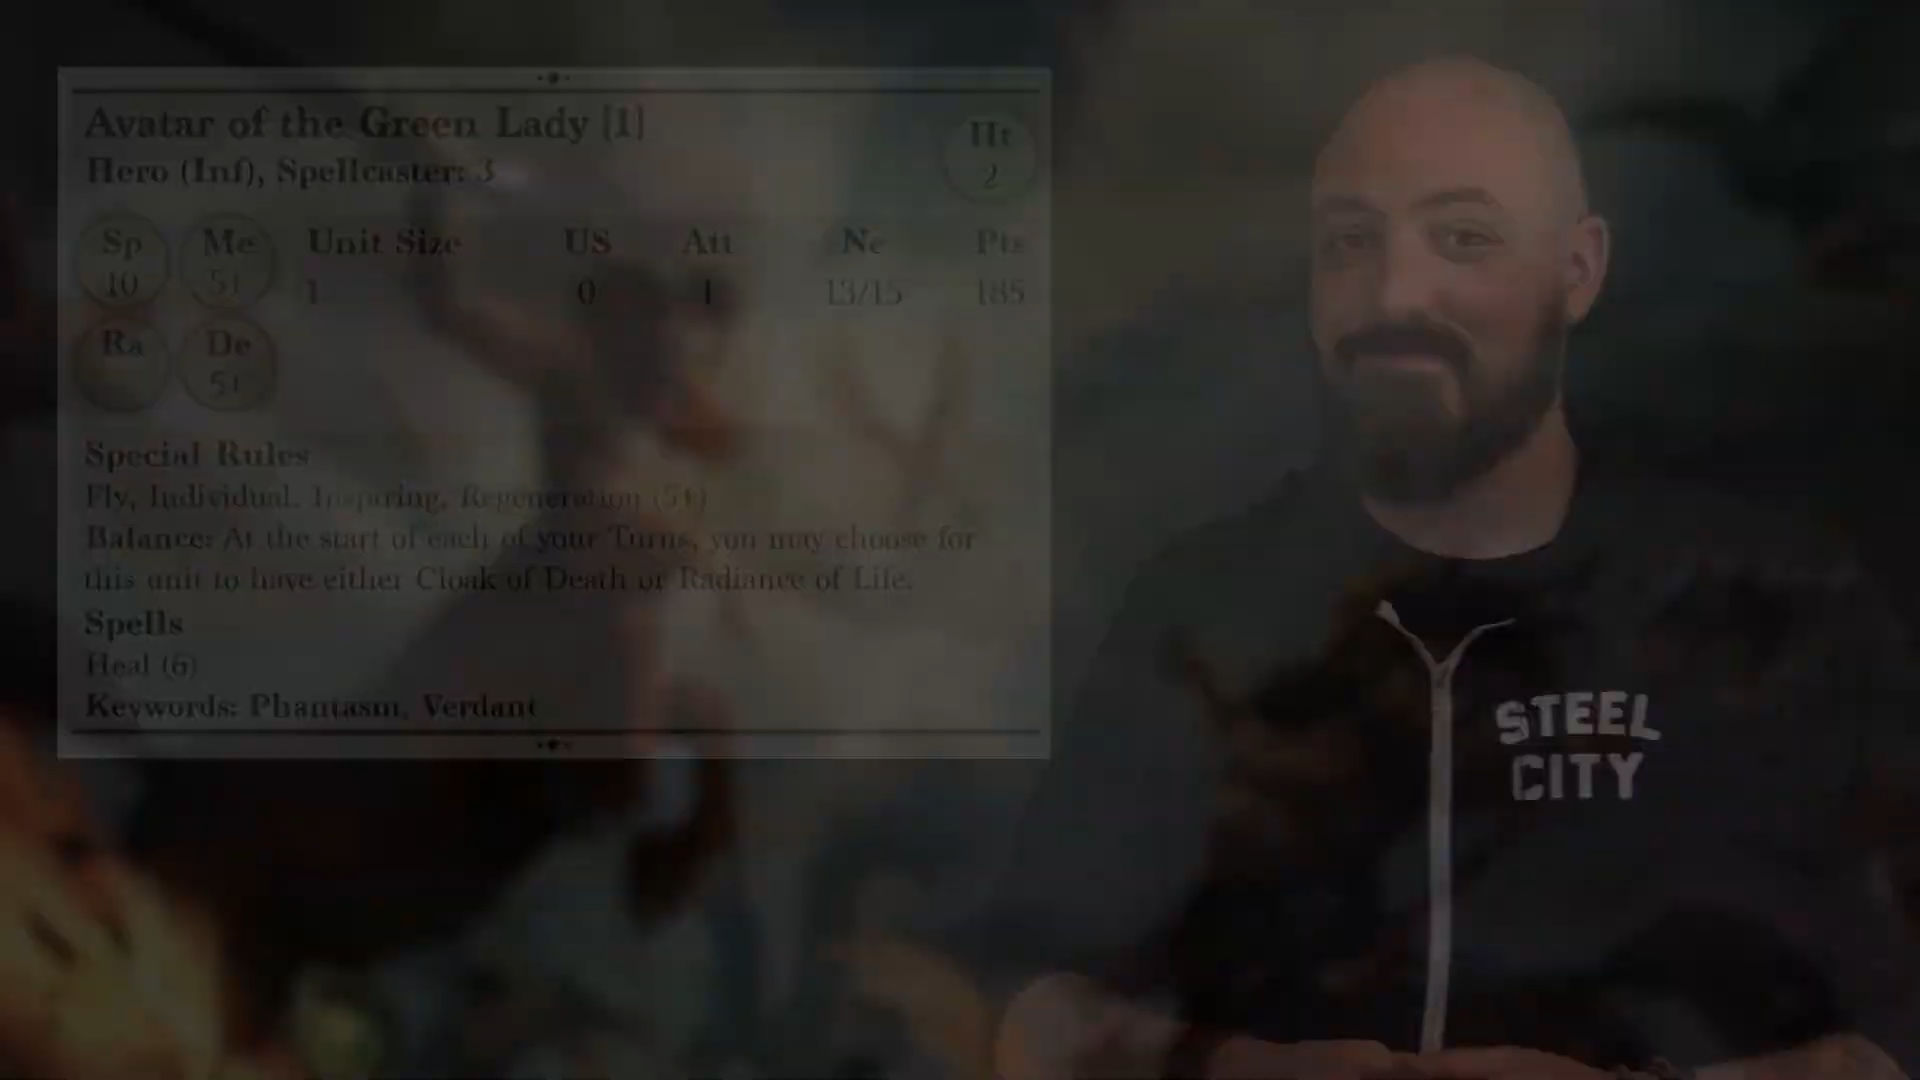 Avatar of the Green Lady [1]
Hero (Inf), Spellcaster: 3
Ht
2
Sp Me Unit Size US Att Ne Pts
10 5+ 1 0 1 13/15 185
Ra De
5+
Special Rules
Fly, Individual, Inspiring, Regeneration (5+)
Balance: At the start of each of your Turns, you may choose for
this unit to have either Cloak of Death or Radiance of Life.
Spells
Heal (6)
Keywords: Phantasm, Verdant
STEEL
CITY